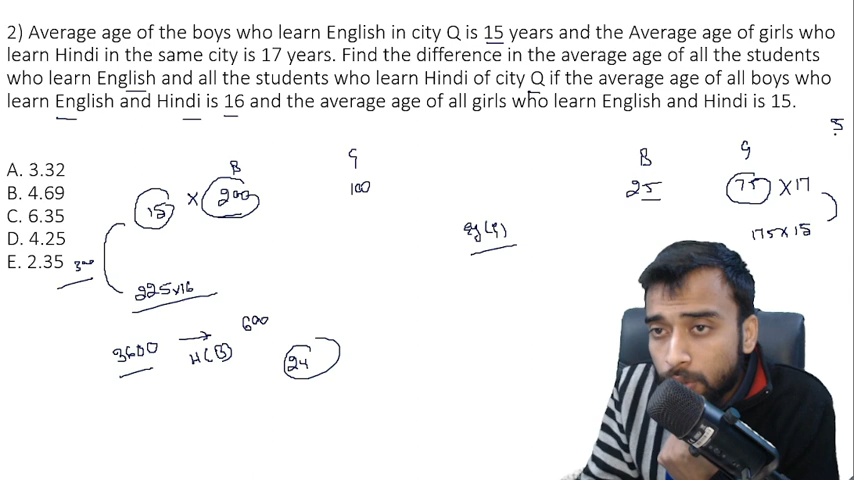 2) Average age of the boys who learn English in city Q is 15 years and the Average age of girls who
learn Hindi in the same city is 17 years. Find the difference in the average age of all the students
who learn English and all the students who learn Hindi of city Q if the average age of all boys who
learn English and Hindi is 16 and the average age of all girls who learn English and Hindi is 15.
5
A. 3.32
B. 4.69
C. 6.35
D. 4.25
E. 2.35
B G
15 × 200 100
300
225×16
3600 → H(B) 600
24
B G
25 75 × 17
175×15